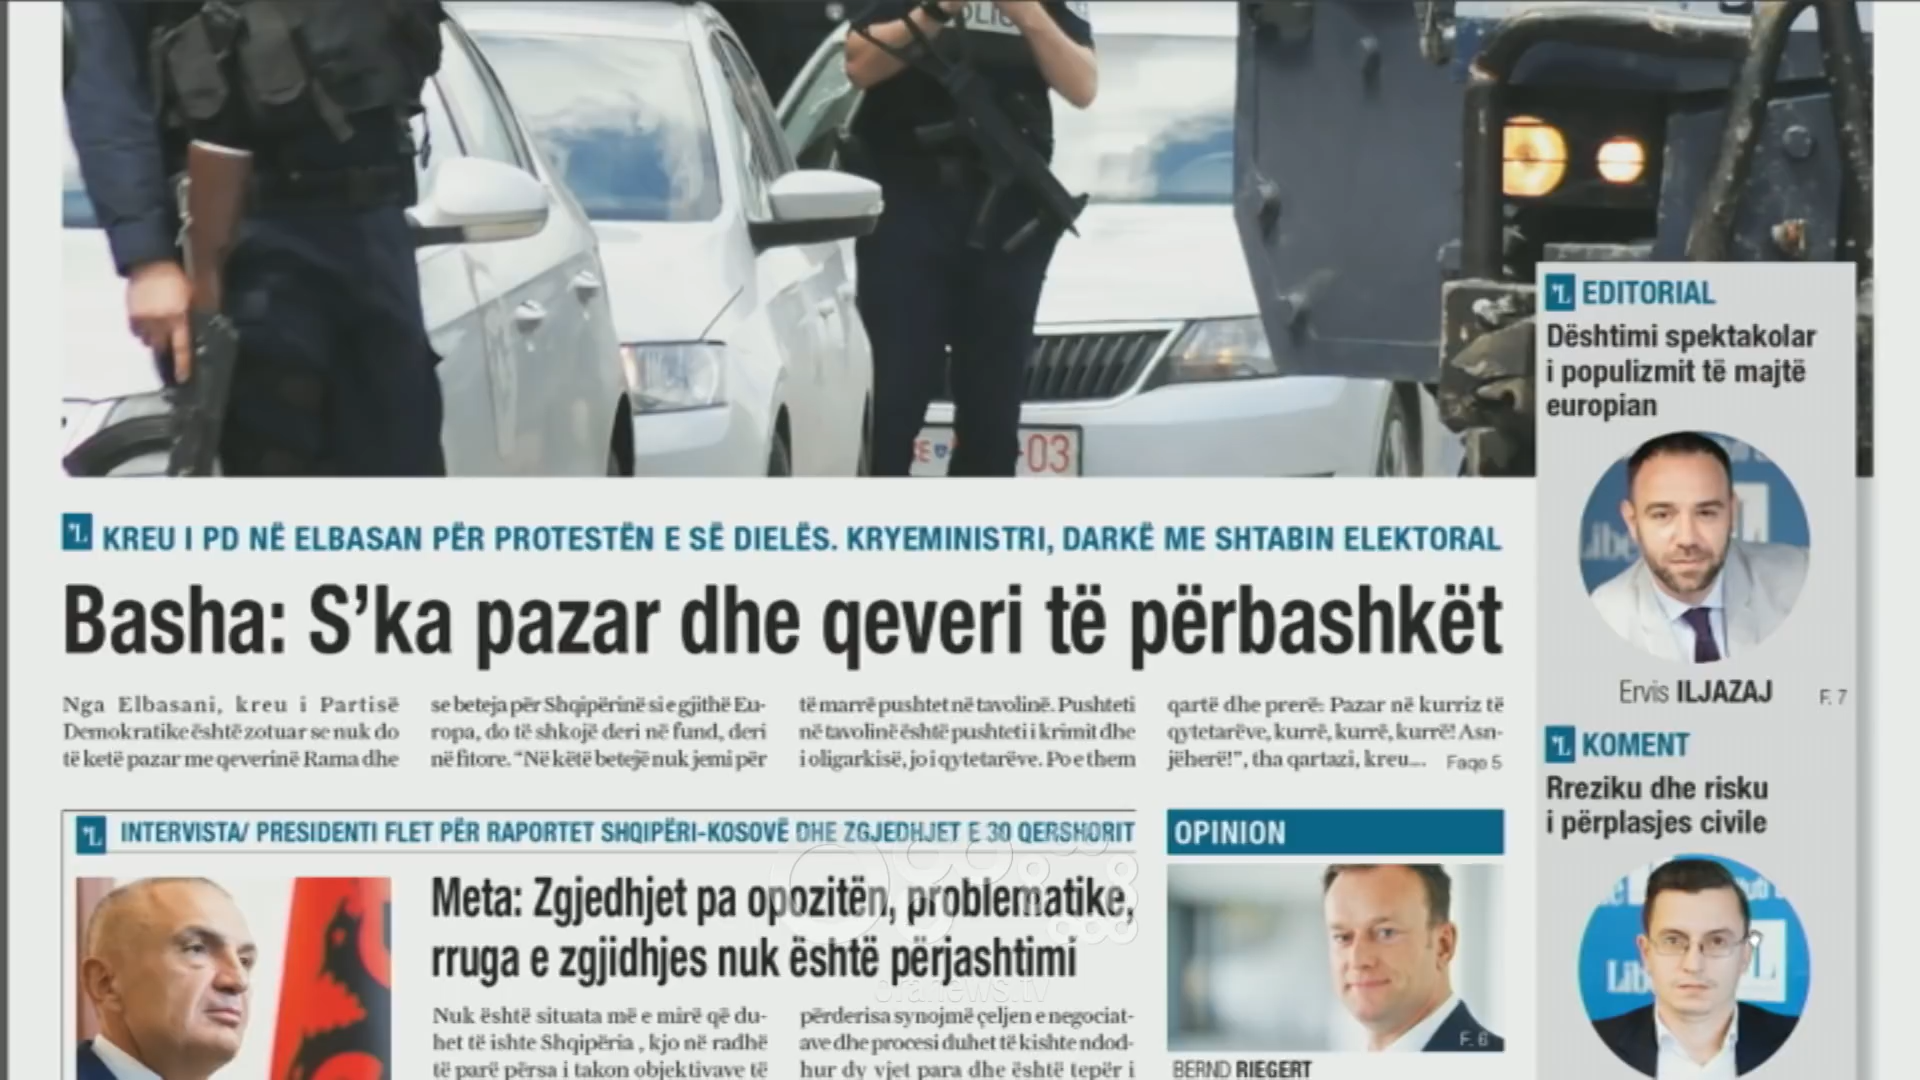 03
EDITORIAL
Dështimi spektakolar
i populizmit të majtë
europian
Ervis ILJAZAJ F. 7
KOMENT
Rreziku dhe risku
i përplasjes civile
KREU I PD NË ELBASAN PËR PROTESTËN E SË DIELËS. KRYEMINISTRI, DARKË ME SHTABIN ELEKTORAL
Basha: S'ka pazar dhe qeveri të përbashkët
Nga Elbasani, kreu i Partisë
Demokratike është zotuar se nuk do
të ketë pazar me qeverinë Rama dhe
se beteja për Shqipërinë si e gjithë Eu-
ropa, do të shkojë deri në fund, deri
në fitore. "Në këtë betejë nuk jemi për
të marrë pushtet në tavolinë. Pushteti
në tavolinë është pushteti i krimit dhe
i oligarkisë, jo i qytetarëve. Po e them
qartë dhe prerë: Pazar në kurriz të
qytetarëve, kurrë, kurrë, kurrë! Asn-
jëherë!", tha qartazi, kreu... Faqe 5
INTERVISTA/ PRESIDENTI FLET PËR RAPORTET SHQIPËRI-KOSOVË DHE ZGJEDHJET E 30 QERSHORIT
Meta: Zgjedhjet pa opozitën, problematike,
rruga e zgjidhjes nuk është përjashtimi
Nuk është situata më e mirë që du-
het të ishte Shqipëria , kjo në radhë
të parë përsa i takon objektivave të
përderisa synojmë çeljen e negociat-
ave dhe procesi duhet të kishte ndod-
hur dy vjet para dhe është tepër i
oranews.tv
OPINION
F. 6
BERND RIEGERT